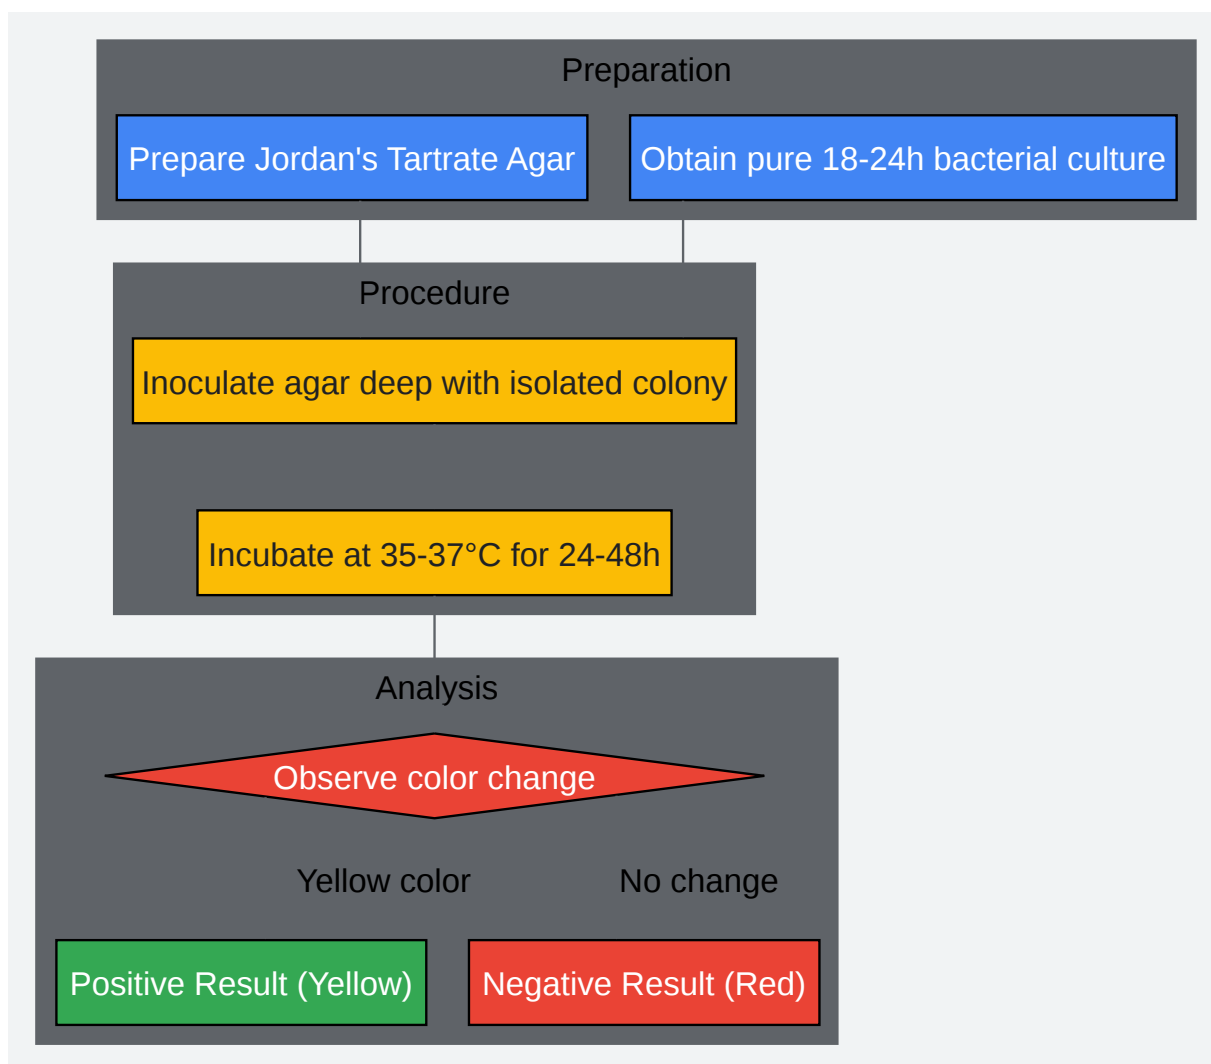 Preparation
Prepare Jordan's Tartrate Agar
Obtain pure 18-24h bacterial culture
Procedure
Inoculate agar deep with isolated colony
Incubate at 35-37°C for 24-48h
Analysis
Observe color change
Yellow color
No change
Positive Result (Yellow)
Negative Result (Red)